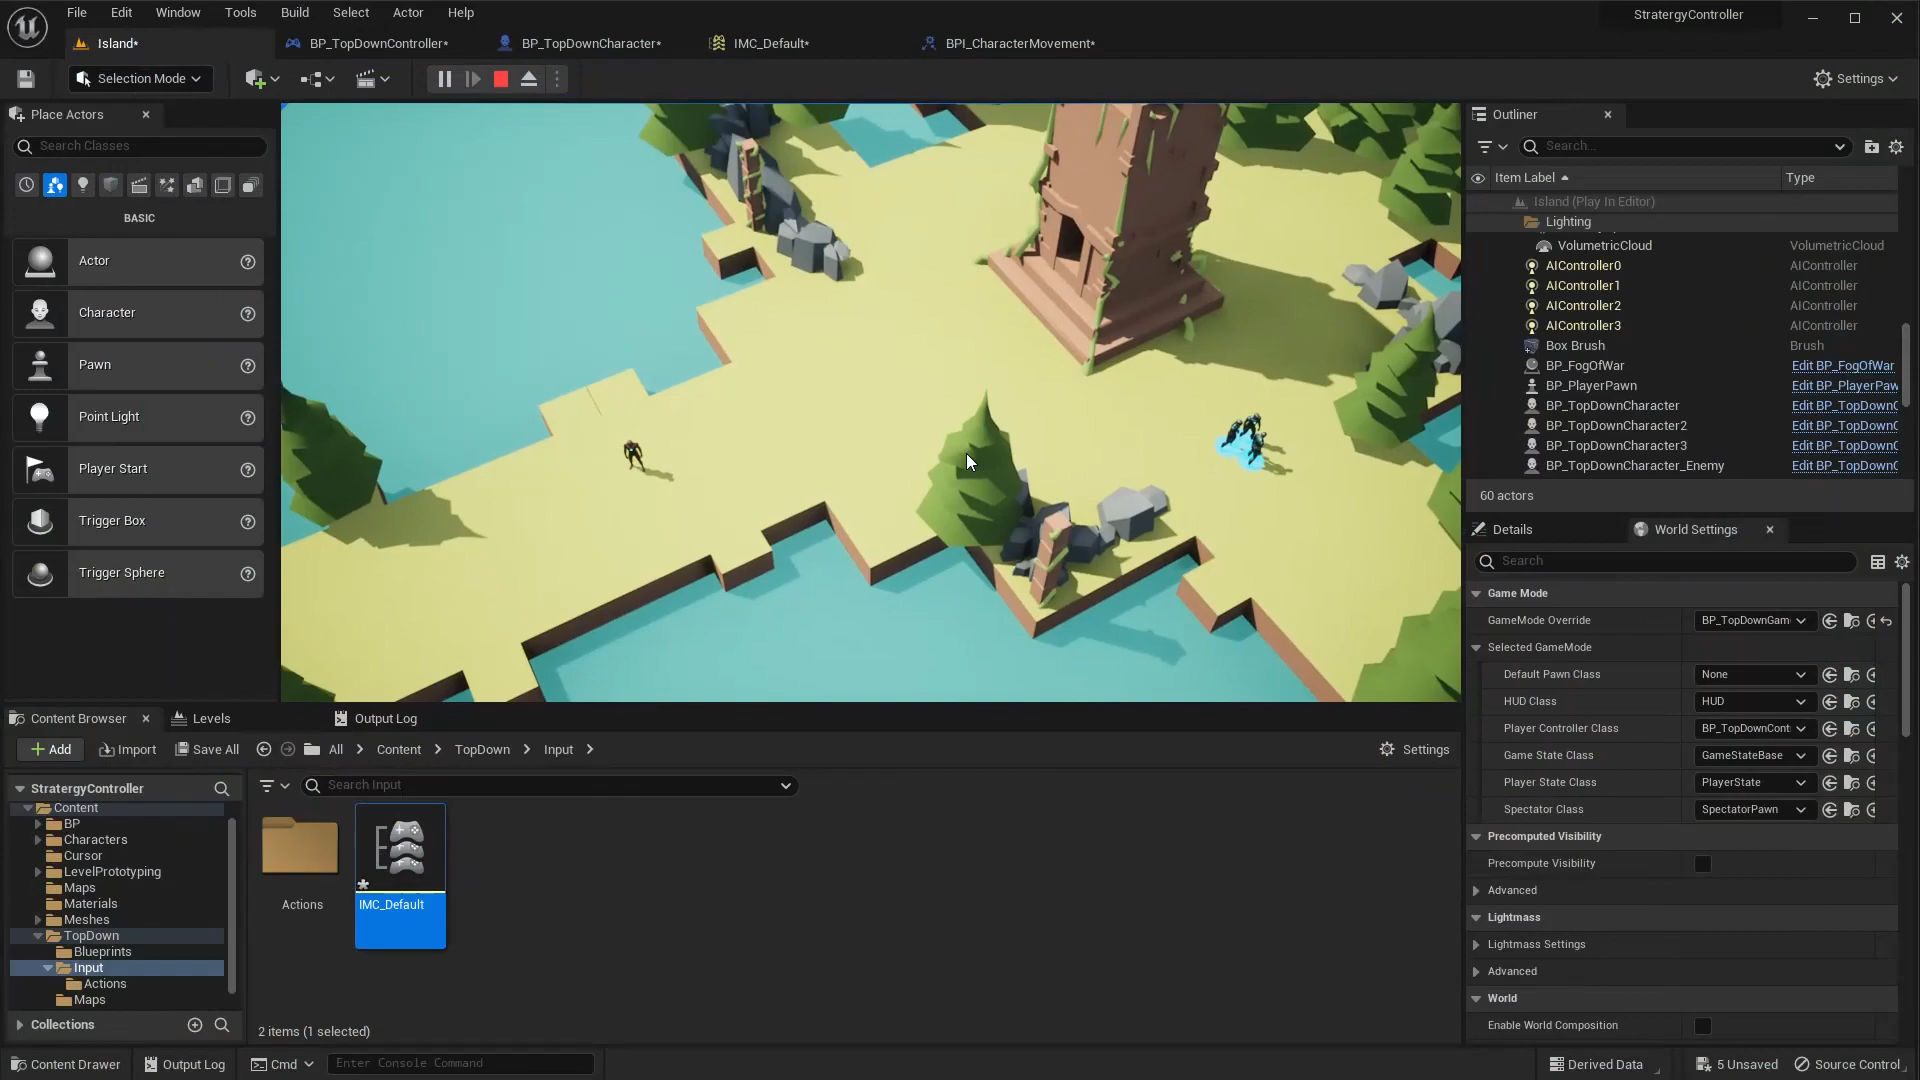 File Edit Window Tools Build Select Actor Help
StratergyController
Island*
BP_TopDownController*
BP_TopDownCharacter*
IMC_Default*
BPI_CharacterMovement*
Selection Mode
Settings
Place Actors
Search Classes
BASIC
Actor
Character
Pawn
Point Light
Player Start
Trigger Box
Trigger Sphere
Outliner
Search...
Item Label Type
Island (Play In Editor)
Lighting
VolumetricCloud VolumetricCloud
AIController0 AIController
AIController1 AIController
AIController2 AIController
AIController3 AIController
Box Brush Brush
BP_FogOfWar Edit BP_FogOfWar
BP_PlayerPawn Edit BP_PlayerPaw
BP_TopDownCharacter Edit BP_TopDownC
BP_TopDownCharacter2 Edit BP_TopDownC
BP_TopDownCharacter3 Edit BP_TopDownC
BP_TopDownCharacter_Enemy Edit BP_TopDownC
60 actors
Details World Settings
Search
Game Mode
GameMode Override BP_TopDownGam
Selected GameMode
Default Pawn Class None
HUD Class HUD
Player Controller Class BP_TopDownCont
Game State Class GameStateBase
Player State Class PlayerState
Spectator Class SpectatorPawn
Precomputed Visibility
Precompute Visibility
Advanced
Lightmass
Lightmass Settings
Advanced
World
Enable World Composition
Content Browser Levels Output Log
Add Import Save All All Content TopDown Input
Settings
StratergyController
Content
BP
Characters
Cursor
LevelPrototyping
Maps
Materials
Meshes
TopDown
Blueprints
Input
Actions
Maps
Collections
Search Input
Actions
IMC_Default
2 items (1 selected)
Content Drawer Output Log Cmd Enter Console Command
Derived Data 5 Unsaved Source Control